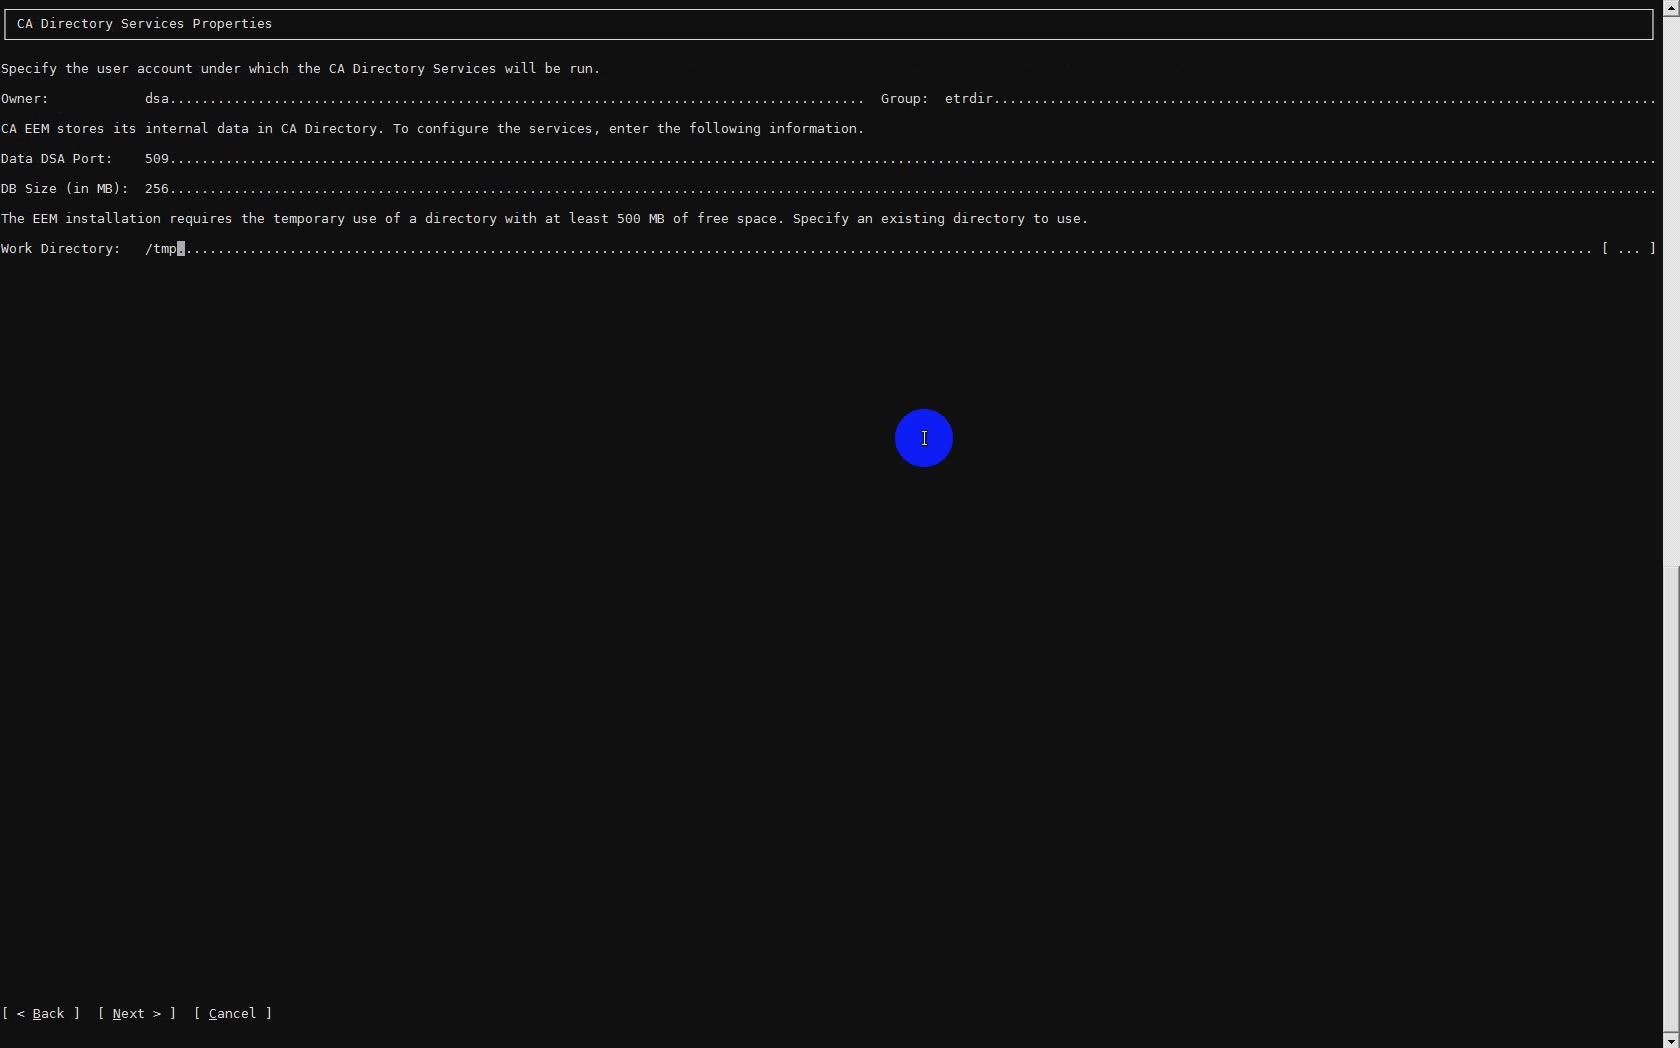 CA Directory Services Properties
Specify the user account under which the CA Directory Services will be run.
Owner: dsa....................................................................................... Group: etrdir...................................................................................
CA EEM stores its internal data in CA Directory. To configure the services, enter the following information.
Data DSA Port: 509..........................................................................................................................................................................................
DB Size (in MB): 256..........................................................................................................................................................................................
The EEM installation requires the temporary use of a directory with at least 500 MB of free space. Specify an existing directory to use.
Work Directory: /tmp................................................................................................................................................................................. [ ... ]
[ < Back ] [ Next > ] [ Cancel ]